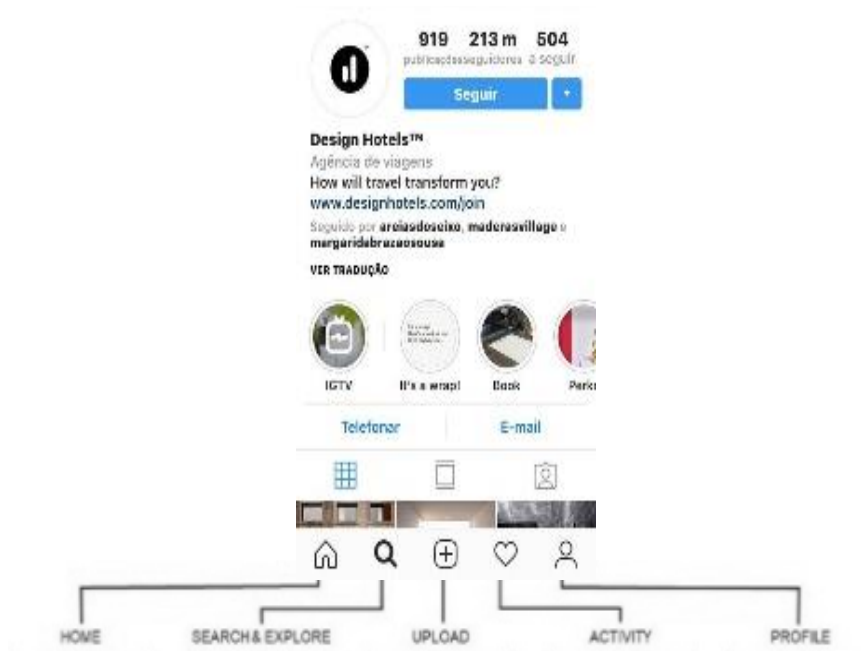 919 213 m 504
publicações seguidores a seguir
Seguir
Design Hotels™
Agência de viagens
How will travel transform you?
www.designhotels.com/join
Seguido por areiasdoseixo, maderasvillage e
margaridabrazaosousa
VER TRADUÇÃO
IGTV It's a wrap! Book Perks
Telefonar E-mail
HOME SEARCH & EXPLORE UPLOAD ACTIVITY PROFILE